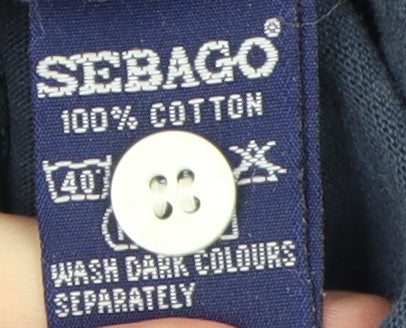 SEBAGO®
100% COTTON
40
WASH DARK COLOURS
SEPARATELY